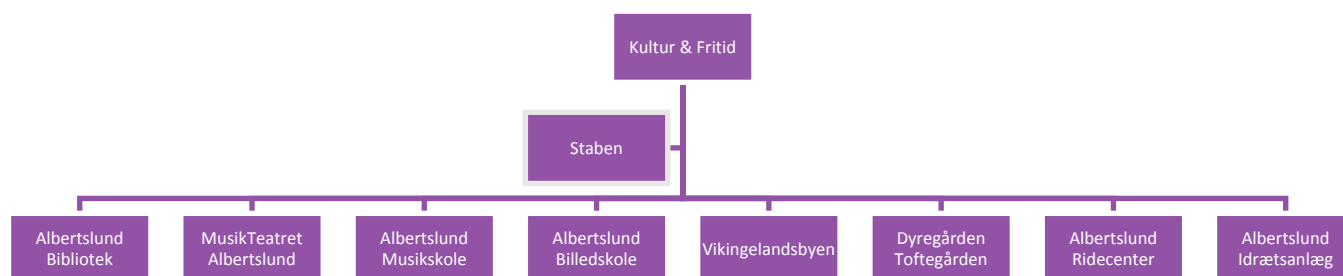 Kultur & Fritid
Staben
Albertslund
Bibliotek
MusikTeatret
Albertslund
Albertslund
Musikskole
Albertslund
Billedskole
Vikingelandsbyen
Dyregården
Toftegården
Albertslund
Ridecenter
Albertslund
Idrætsanlæg